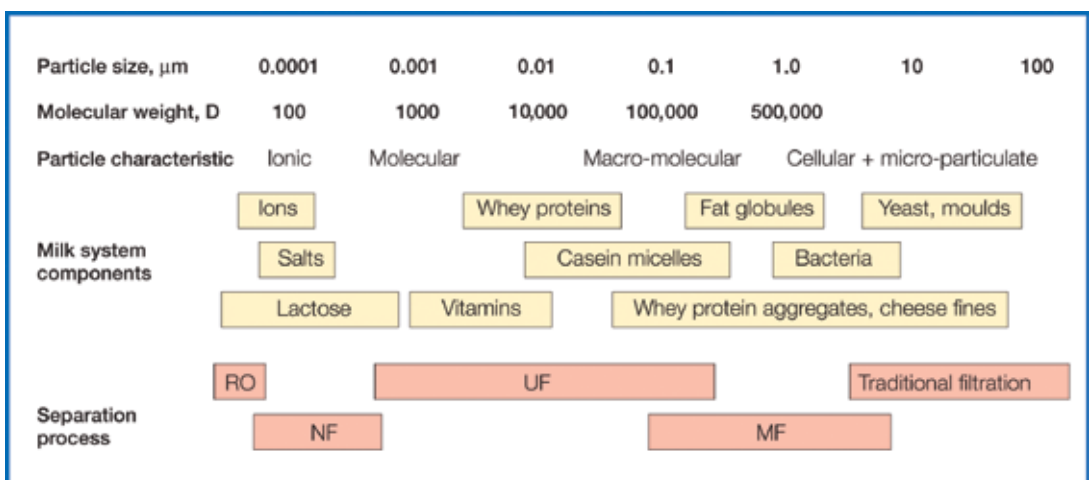 Particle size, μm 0.0001 0.001 0.01 0.1 1.0 10 100
Molecular weight, D 100 1000 10,000 100,000 500,000
Particle characteristic Ionic Molecular Macro-molecular Cellular + micro-particulate
Ions Whey proteins Fat globules Yeast, moulds
Milk system
components
Salts Casein micelles Bacteria
Lactose Vitamins Whey protein aggregates, cheese fines
RO UF Traditional filtration
Separation
process
NF MF